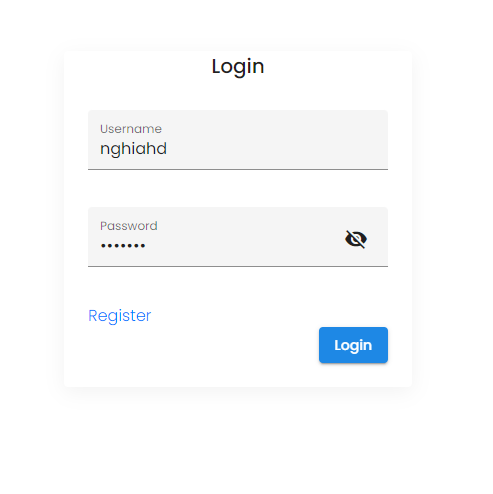 Login
Username
nghiahd
Password
•••••••
Register
Login